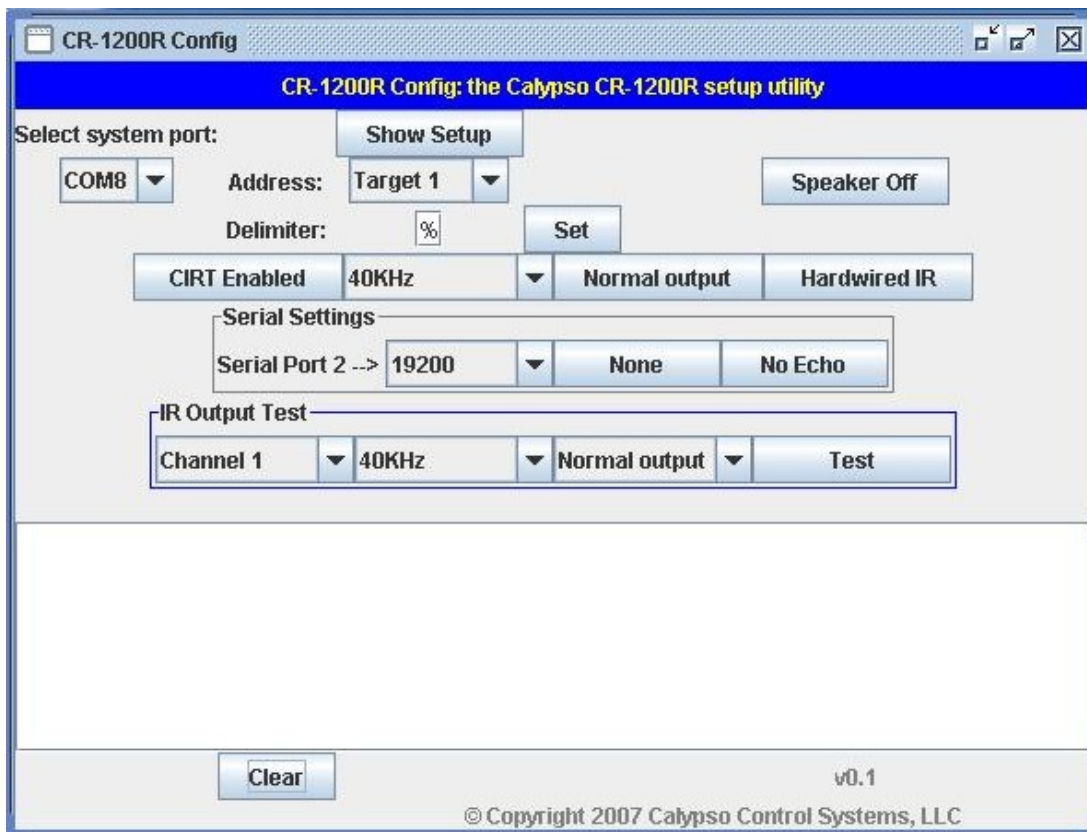 CR-1200R Config
CR-1200R Config: the Calypso CR-1200R setup utility
Select system port: Show Setup
COM8 Address: Target 1 Speaker Off
Delimiter: % Set
CIRT Enabled 40KHz Normal output Hardwired IR
Serial Settings
Serial Port 2 --> 19200 None No Echo
IR Output Test
Channel 1 40KHz Normal output Test
Clear v0.1
© Copyright 2007 Calypso Control Systems, LLC